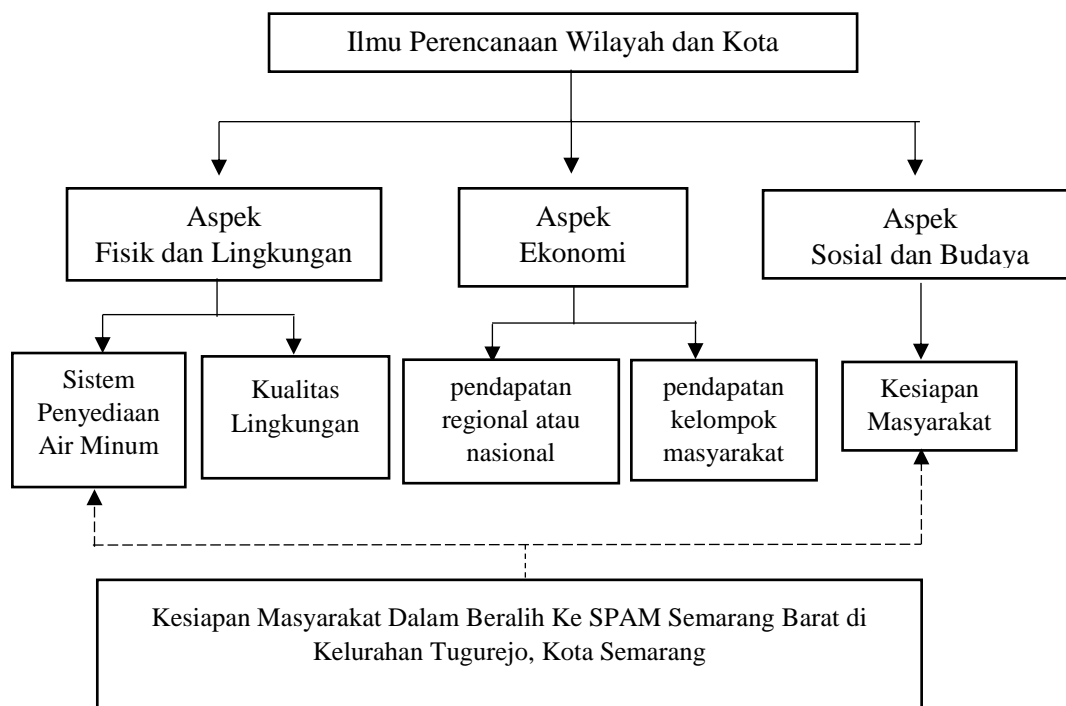 Ilmu Perencanaan Wilayah dan Kota
Aspek
Fisik dan Lingkungan
Aspek
Ekonomi
Aspek
Sosial dan Budaya
Sistem
Penyediaan
Air Minum
Kualitas
Lingkungan
pendapatan
regional atau
nasional
pendapatan
kelompok
masyarakat
Kesiapan
Masyarakat
Kesiapan Masyarakat Dalam Beralih Ke SPAM Semarang Barat di
Kelurahan Tugurejo, Kota Semarang